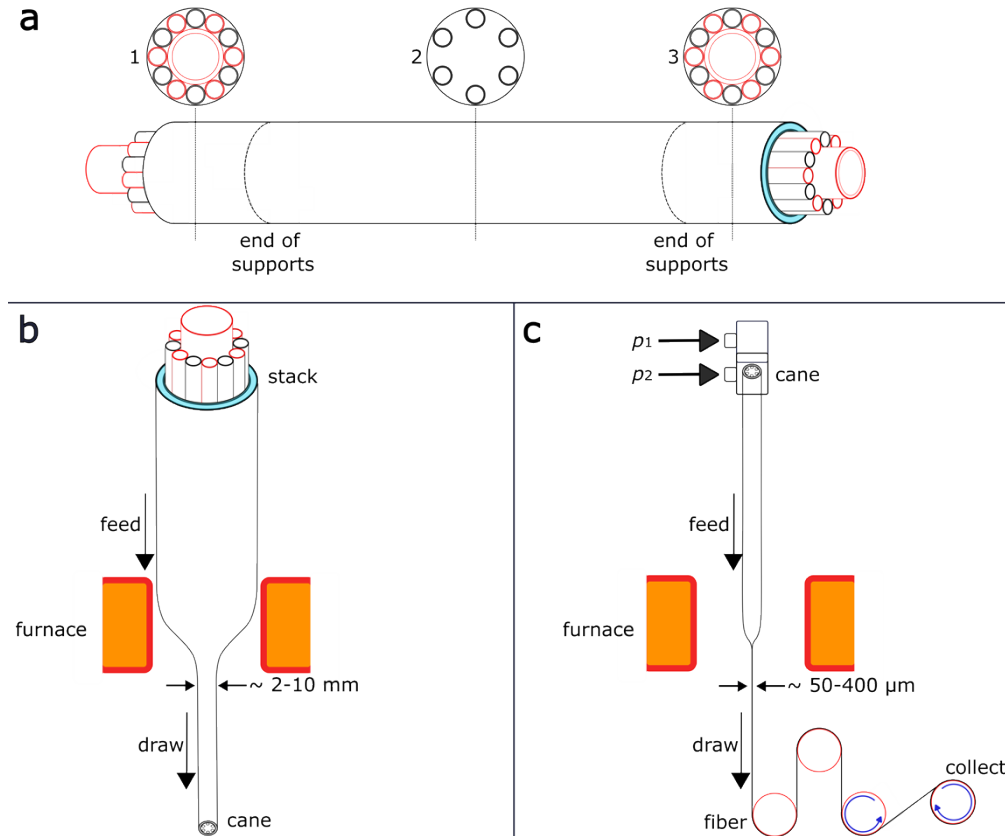 a
1
2
3
end of
supports
end of
supports
b
stack
feed
furnace
~ 2-10 mm
draw
cane
c
p1
p2
cane
feed
furnace
~ 50-400 μm
draw
fiber
collect